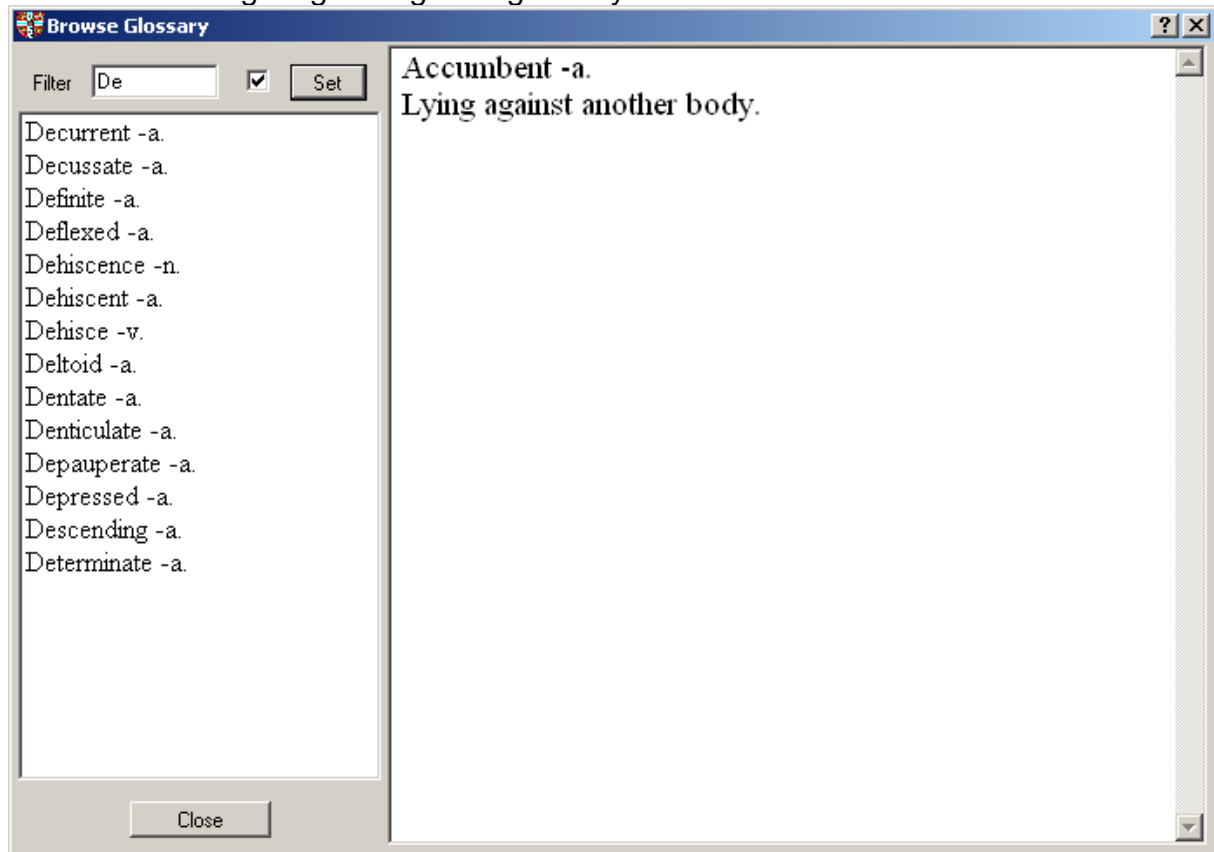 Browse Glossary
Filter De Set
Decurrent -a.
Decussate -a.
Definite -a.
Deflexed -a.
Dehiscence -n.
Dehiscent -a.
Dehisce -v.
Deltoid -a.
Dentate -a.
Denticulate -a.
Depauperate -a.
Depressed -a.
Descending -a.
Determinate -a.
Close
Accumbent -a.
Lying against another body.